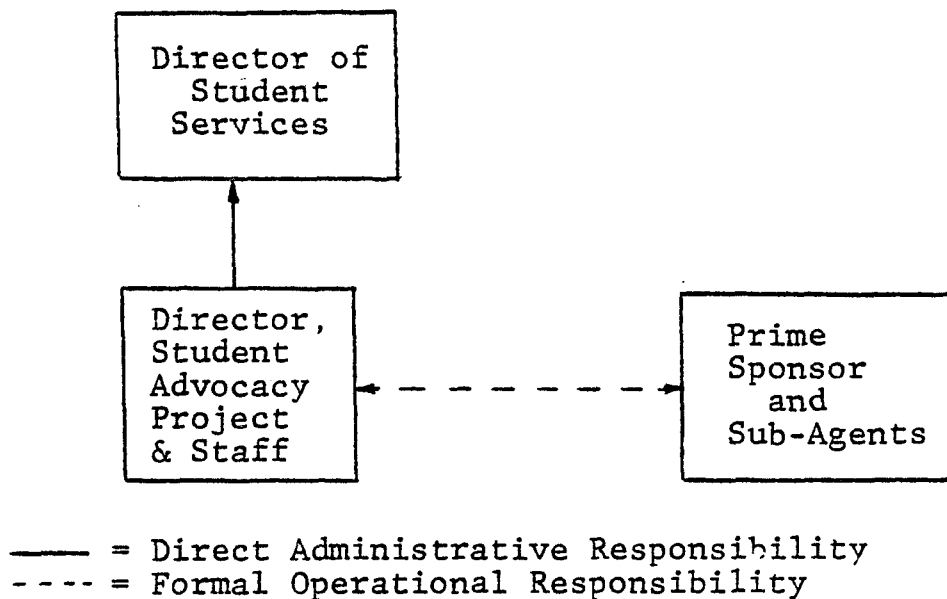 Director of
Student
Services
Director,
Student
Advocacy
Project
& Staff
Prime
Sponsor
and
Sub-Agents
= Direct Administrative Responsibility
---- = Formal Operational Responsibility